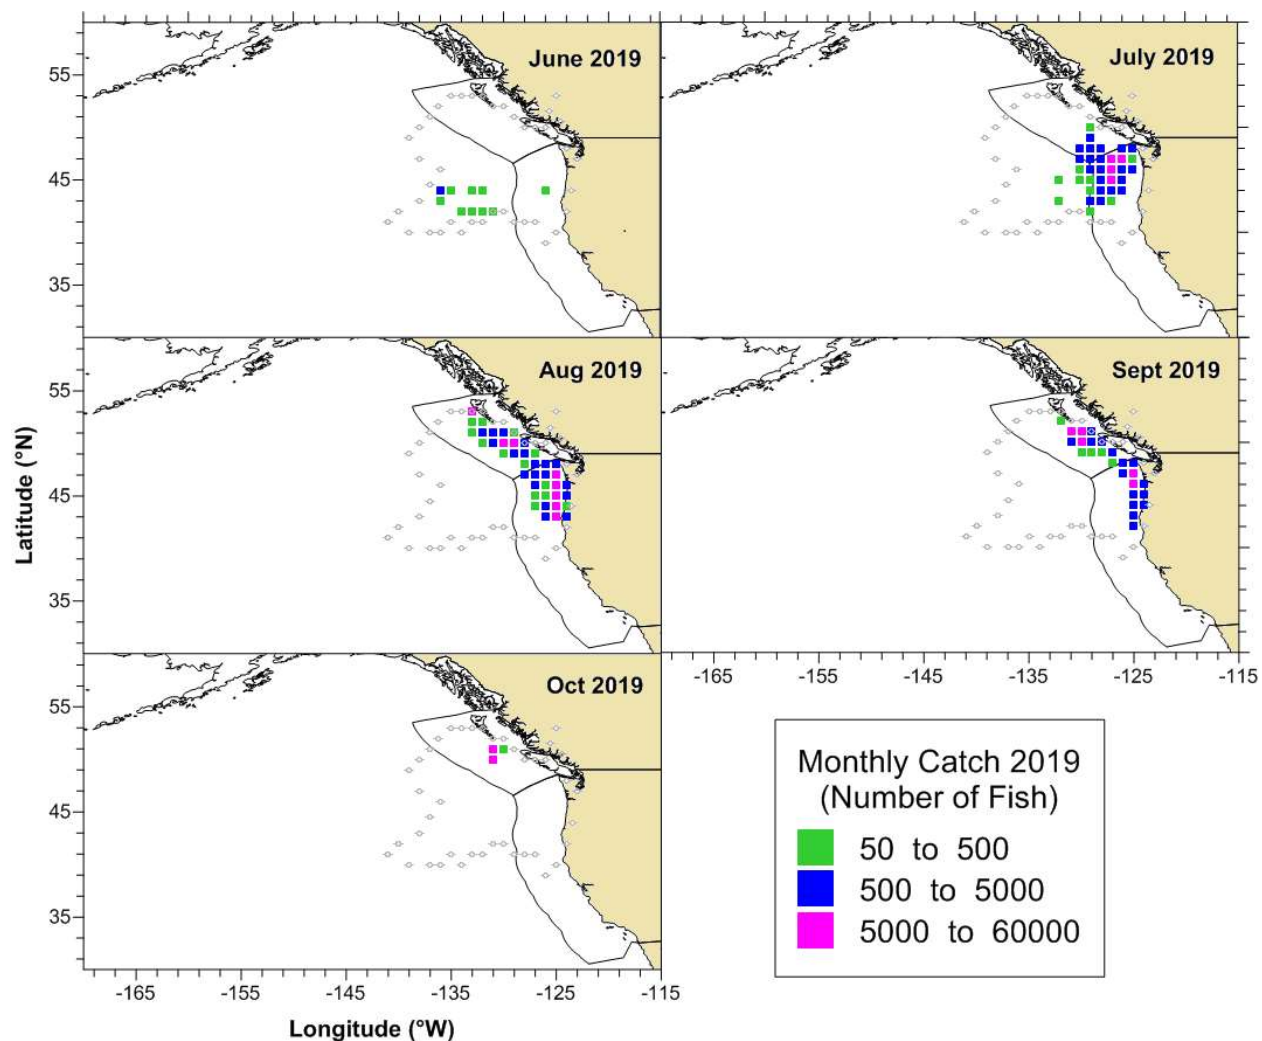 June 2019
July 2019
55
45
35
Aug 2019
Sept 2019
55
45
35
Latitude (°N)
-165 -155 -145 -135 -125 -115
Oct 2019
55
45
35
-165 -155 -145 -135 -125 -115
Longitude (°W)
Monthly Catch 2019
(Number of Fish)
50 to 500
500 to 5000
5000 to 60000